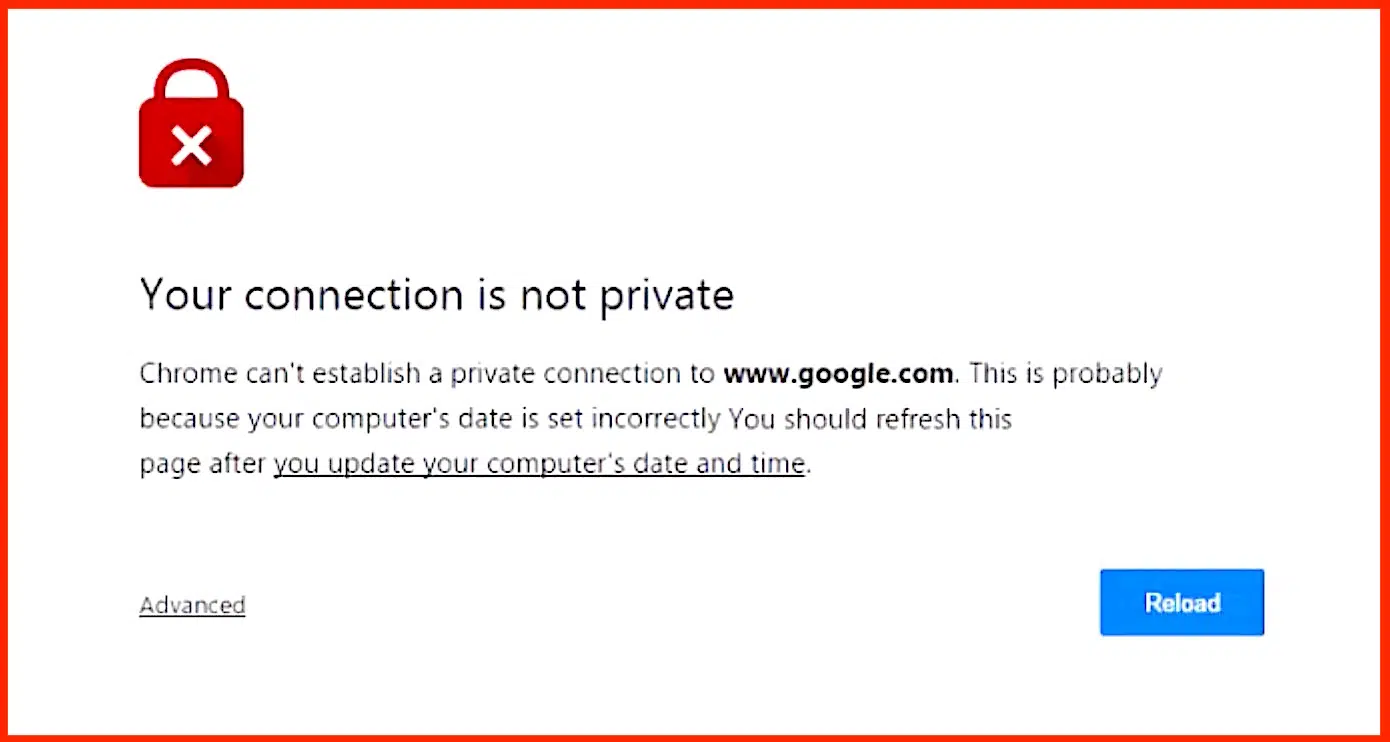 Your connection is not private
Chrome can't establish a private connection to www.google.com. This is probably
because your computer's date is set incorrectly You should refresh this
page after you update your computer's date and time.
Advanced
Reload